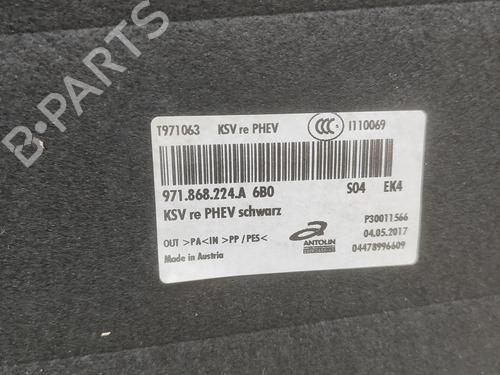 B-PARTS
T971063 KSV re PHEV CCC S I110069
971.868.224.A 6B0 S04 EK4
KSV re PHEV schwarz P30011566
OUT >PA<IN >PP/PES< ANTOLIN 04.05.2017
Made in Austria 04478996609